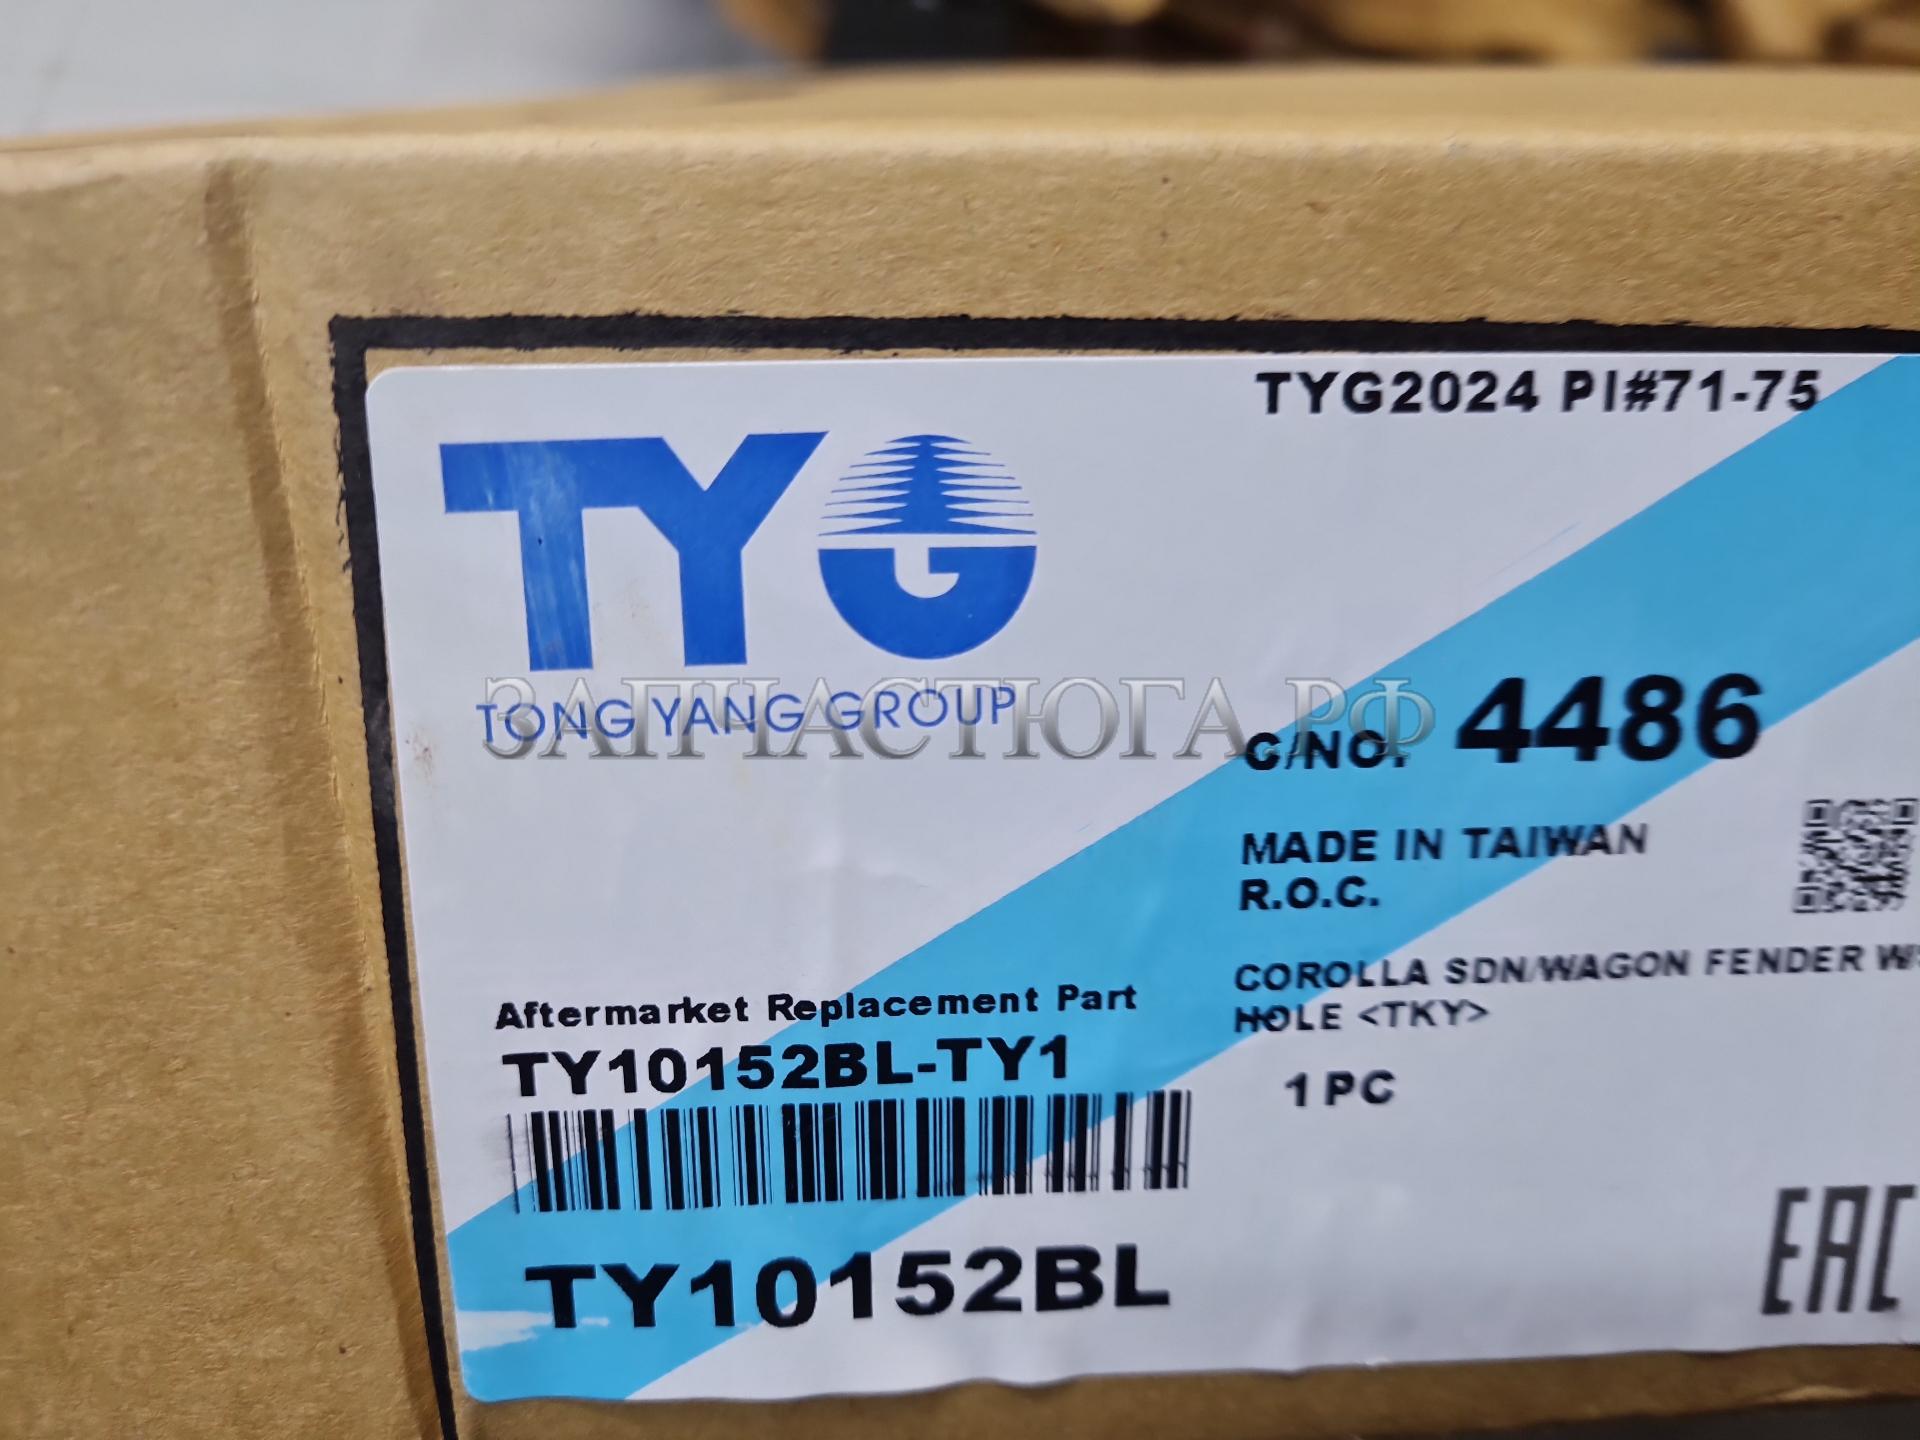 TYG2024 PI#71-75
TYG
TONG YANG GROUP
ЗАПЧАСТЮГА.РФ
C/NO. 4486
MADE IN TAIWAN
R.O.C.
COROLLA SDN/WAGON FENDER
HOLE <TKY>
1 PC
Aftermarket Replacement Part
TY10152BL-TY1
TY10152BL
EAC